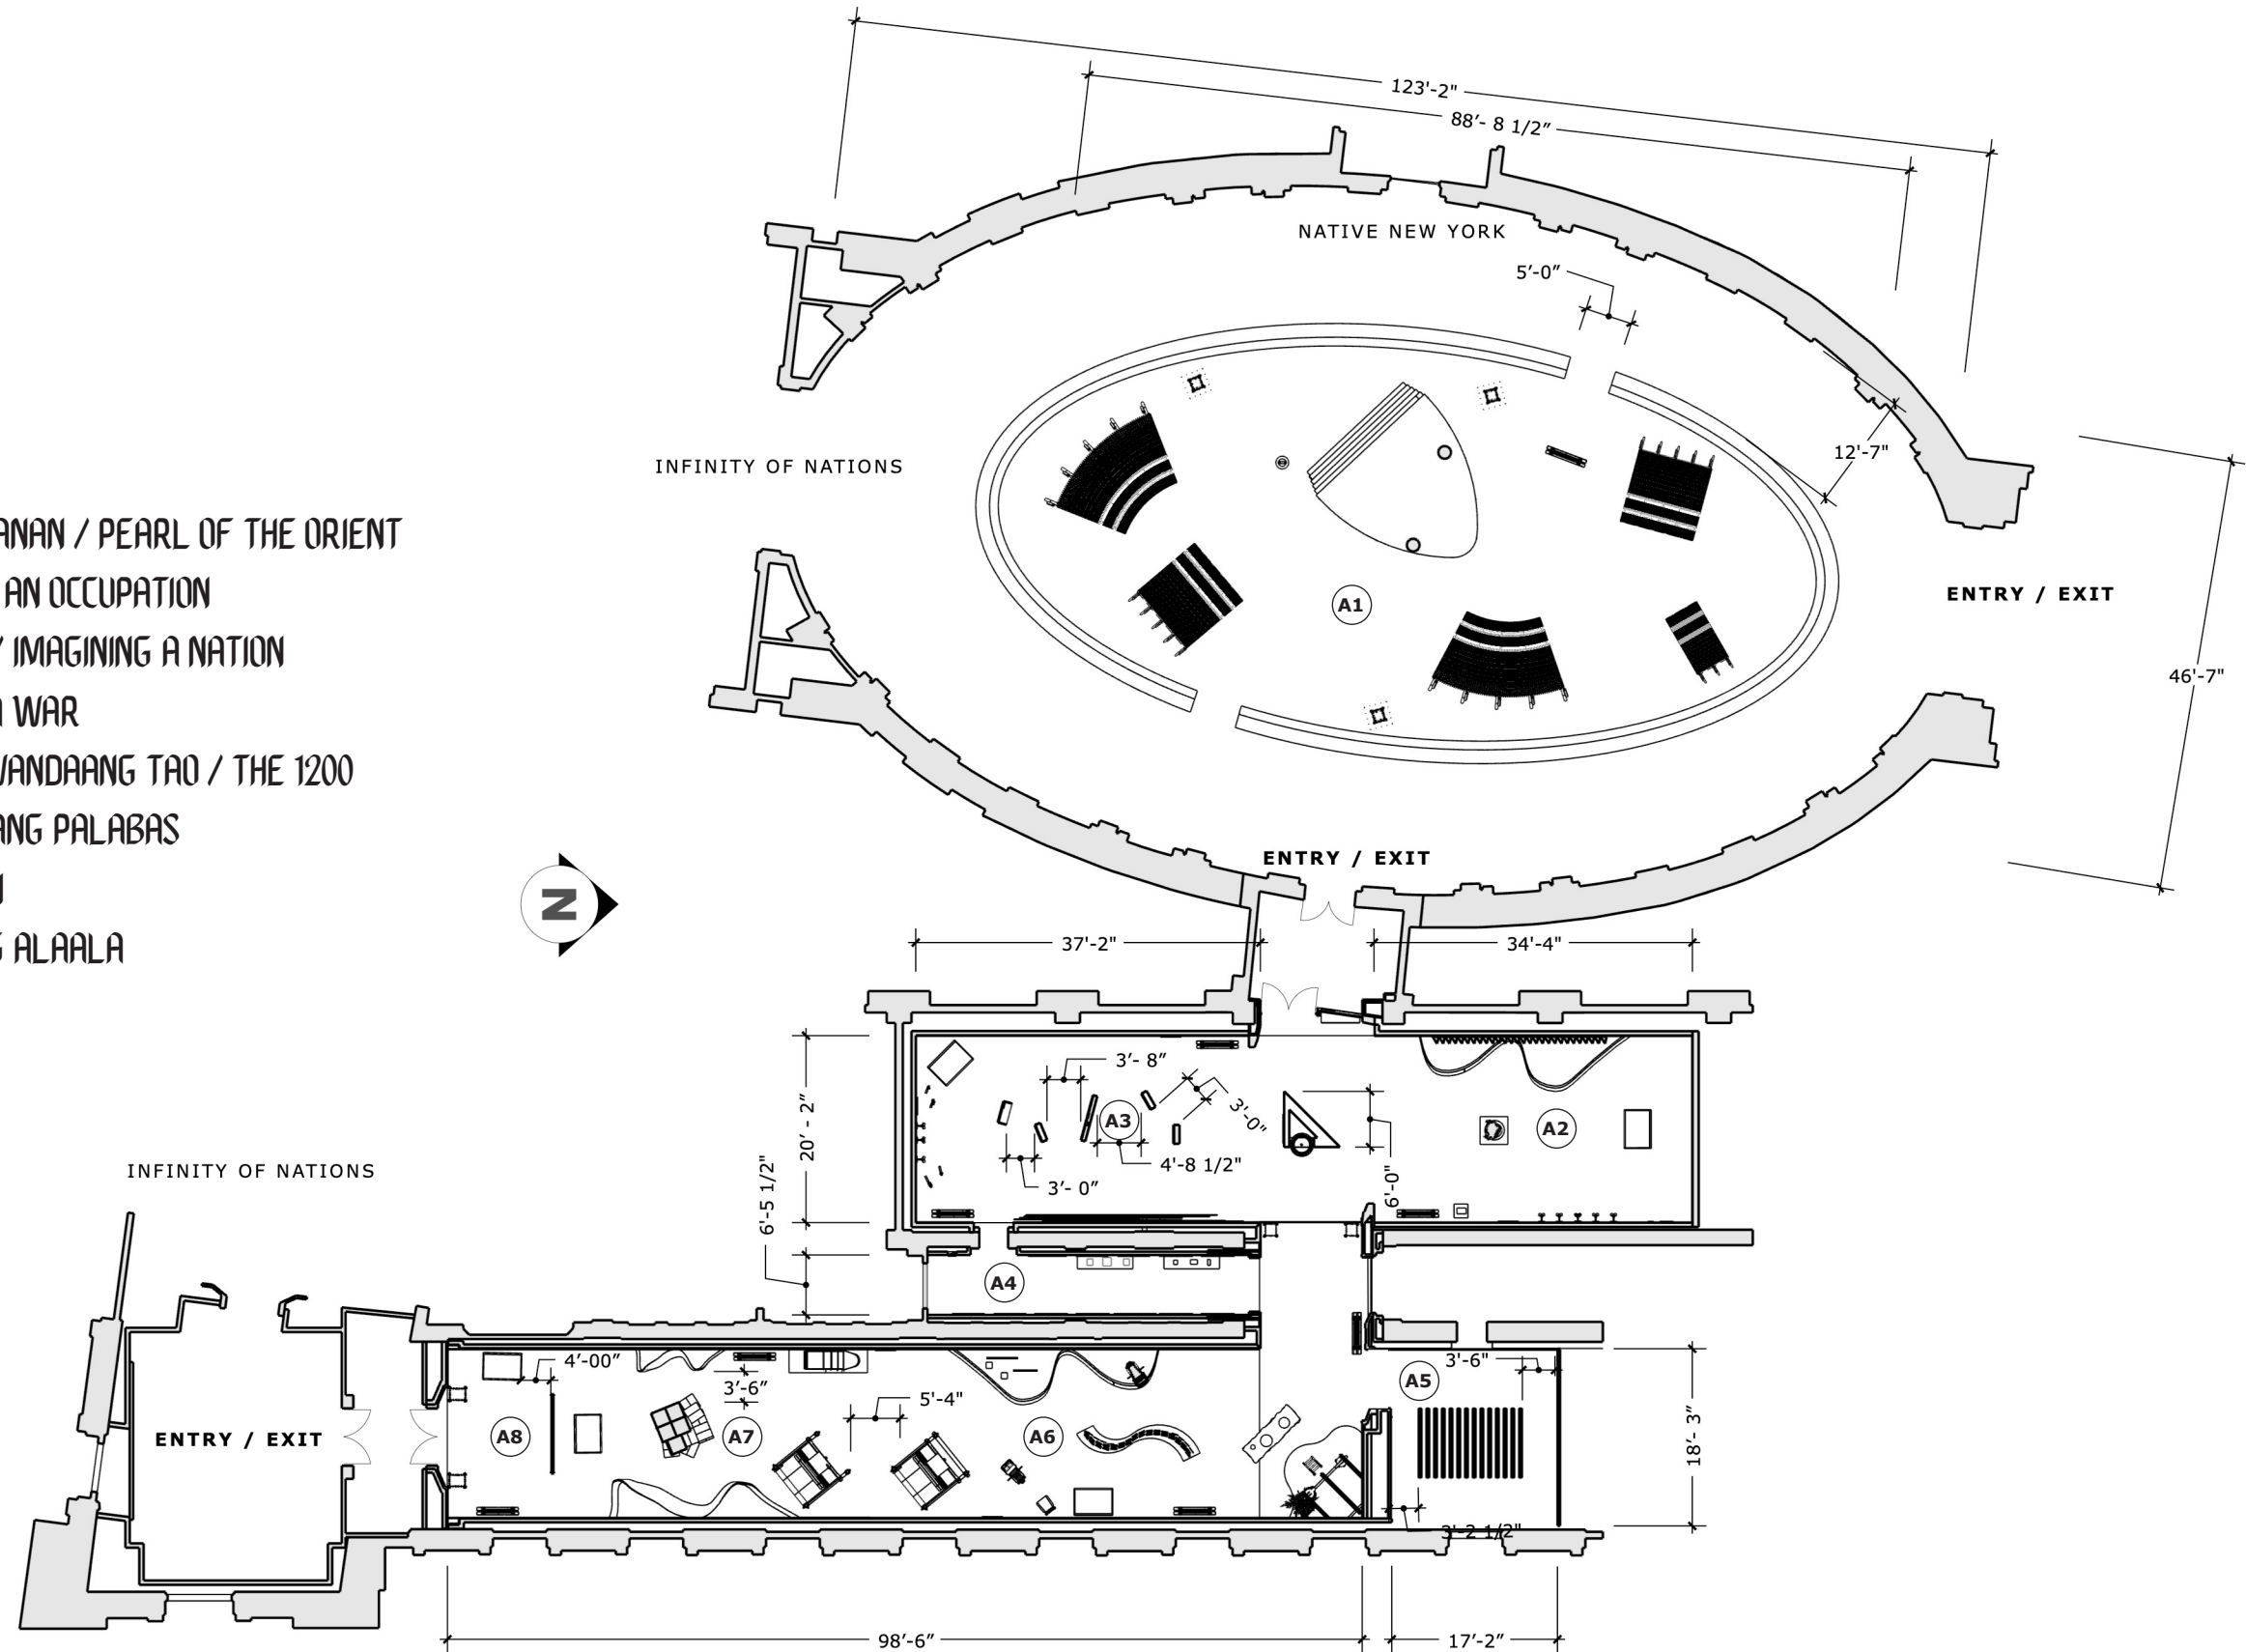 123'-2"
88'- 8 1/2"
NATIVE NEW YORK
5'-0"
12'-7"
INFINITY OF NATIONS
ANAN / PEARL OF THE ORIENT
AN OCCUPATION
/ IMAGINING A NATION
WAR
ANDAANG TAO / THE 1200
ANG PALABAS
ALAALA
A1
ENTRY / EXIT
46'-7"
ENTRY / EXIT
N
37'-2"
34'-4"
3'- 8"
3'-0"
A3
A2
20' - 2"
4'-8 1/2"
3'- 0"
6'-0"
6'-5 1/2"
INFINITY OF NATIONS
A4
4'-00"
3'-6"
5'-4"
3'-6"
A5
ENTRY / EXIT
A8
A7
A6
18'- 3"
3'-2 1/2"
98'-6"
17'-2"